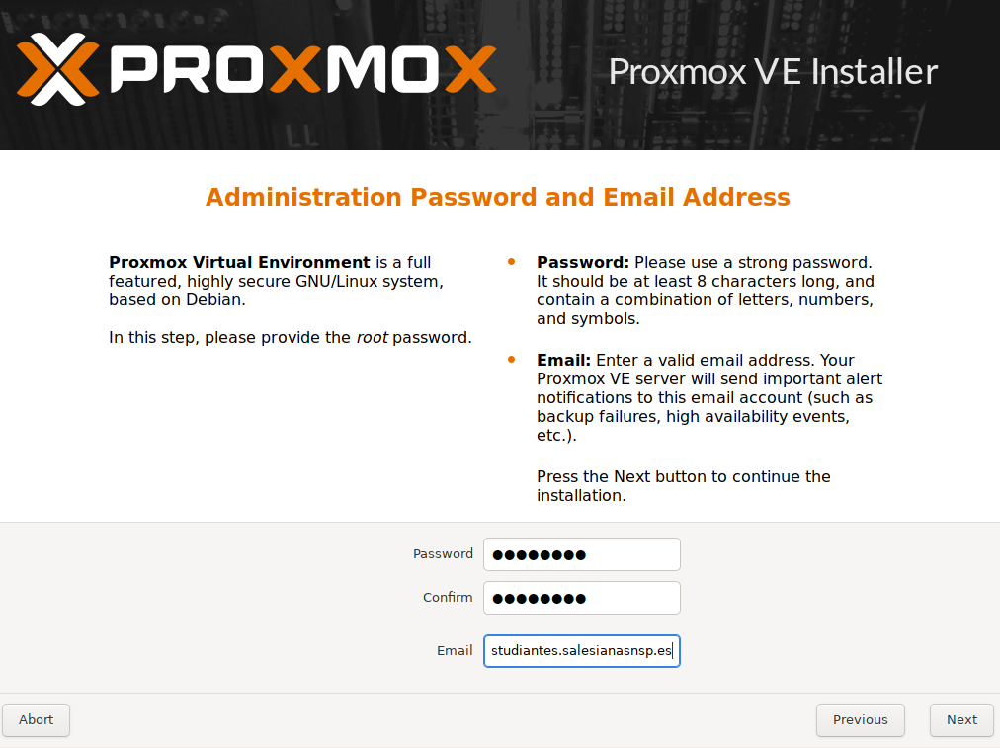 PROXMOX
Proxmox VE Installer
Administration Password and Email Address
Proxmox Virtual Environment is a full
featured, highly secure GNU/Linux system,
based on Debian.
In this step, please provide the root password.
Password: Please use a strong password.
It should be at least 8 characters long, and
contain a combination of letters, numbers,
and symbols.
Email: Enter a valid email address. Your
Proxmox VE server will send important alert
notifications to this email account (such as
backup failures, high availability events,
etc.).
Press the Next button to continue the
installation.
Password ●●●●●●●●
Confirm ●●●●●●●●
Email studiantes.salesianasnsp.es
Abort Previous Next